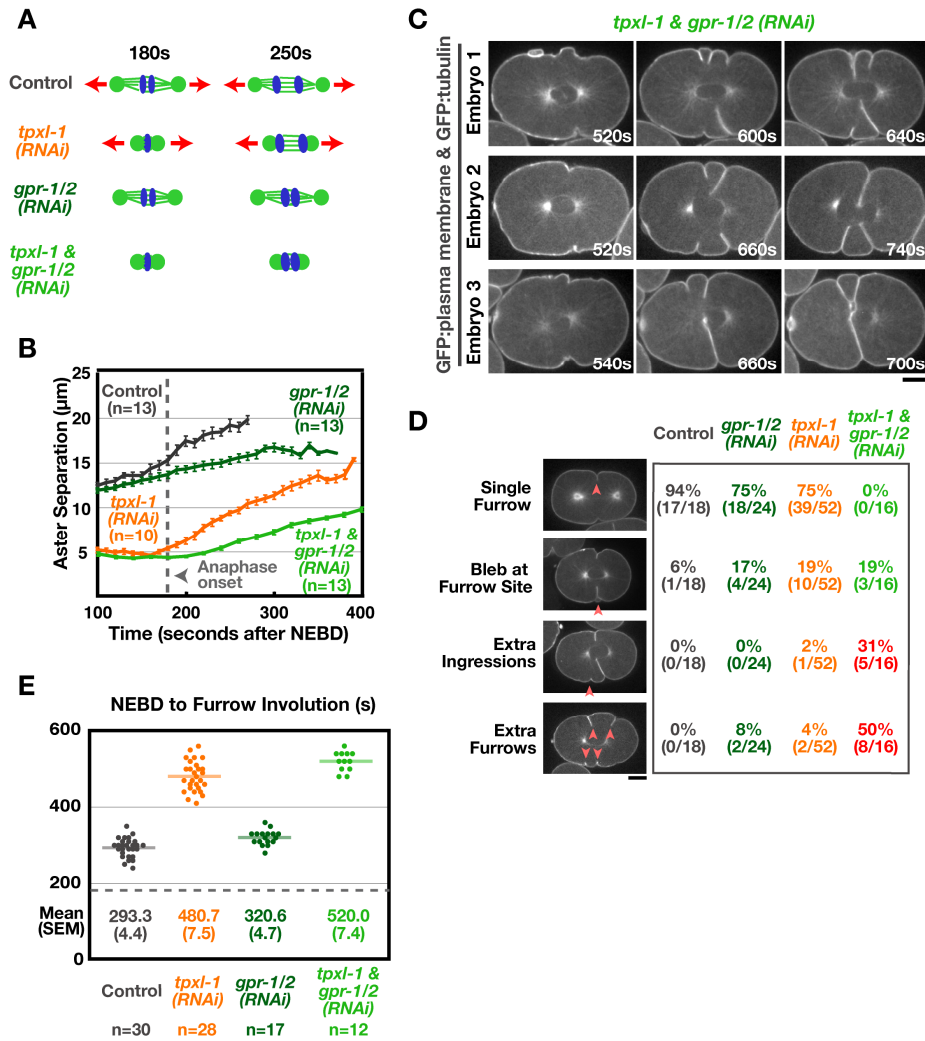 A
180s 250s
Control
tpxl-1
(RNAi)
gpr-1/2
(RNAi)
tpxl-1 &
gpr-1/2
(RNAi)
B
Aster Separation (µm)
25
20
15
10
5
Control
(n=13)
gpr-1/2
(RNAi)
(n=13)
tpxl-1
(RNAi)
(n=10)
tpxl-1 &
gpr-1/2
(RNAi)
(n=13)
Anaphase
onset
100 200 300 400
Time (seconds after NEBD)
C
tpxl-1 & gpr-1/2 (RNAi)
GFP:plasma membrane & GFP:tubulin
Embryo 1
520s 600s 640s
Embryo 2
520s 660s 740s
Embryo 3
540s 660s 700s
D
Control
gpr-1/2
(RNAi)
tpxl-1
(RNAi)
tpxl-1 &
gpr-1/2
(RNAi)
Single
Furrow
94% 75% 75% 0%
(17/18) (18/24) (39/52) (0/16)
Bleb at
Furrow Site
6% 17% 19% 19%
(1/18) (4/24) (10/52) (3/16)
Extra
Ingressions
0% 0% 2% 31%
(0/18) (0/24) (1/52) (5/16)
Extra
Furrows
0% 8% 4% 50%
(0/18) (2/24) (2/52) (8/16)
E
NEBD to Furrow Involution (s)
600
400
200
0
Mean
(SEM)
293.3 480.7 320.6 520.0
(4.4) (7.5) (4.7) (7.4)
Control
tpxl-1
(RNAi)
gpr-1/2
(RNAi)
tpxl-1 &
gpr-1/2
(RNAi)
n=30 n=28 n=17 n=12